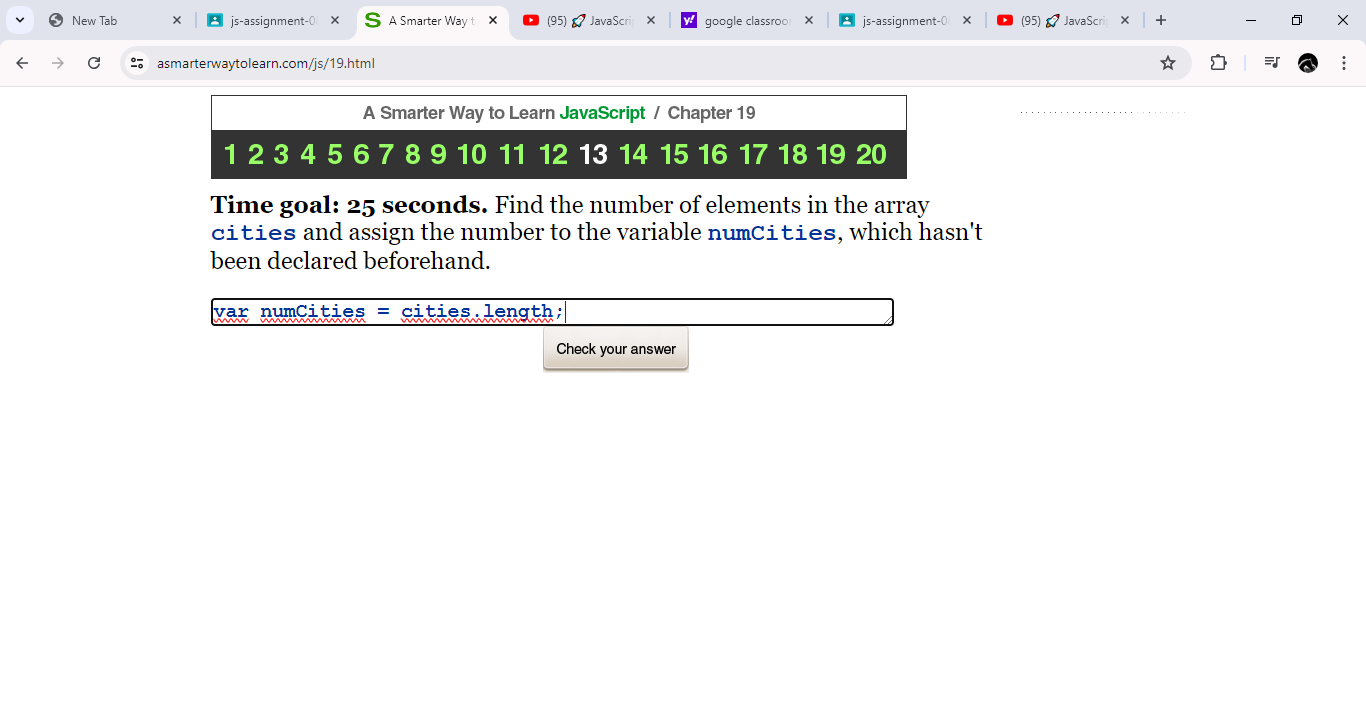 New Tab
js-assignment-0
A Smarter Way t
(95) 🚀 JavaScri
google classroo
js-assignment-0
(95) 🚀 JavaScri
asmarterwaytolearn.com/js/19.html
A Smarter Way to Learn JavaScript / Chapter 19
1 2 3 4 5 6 7 8 9 10 11 12 13 14 15 16 17 18 19 20
Time goal: 25 seconds. Find the number of elements in the array
cities and assign the number to the variable numCities, which hasn't
been declared beforehand.
var numCities = cities.length;
Check your answer